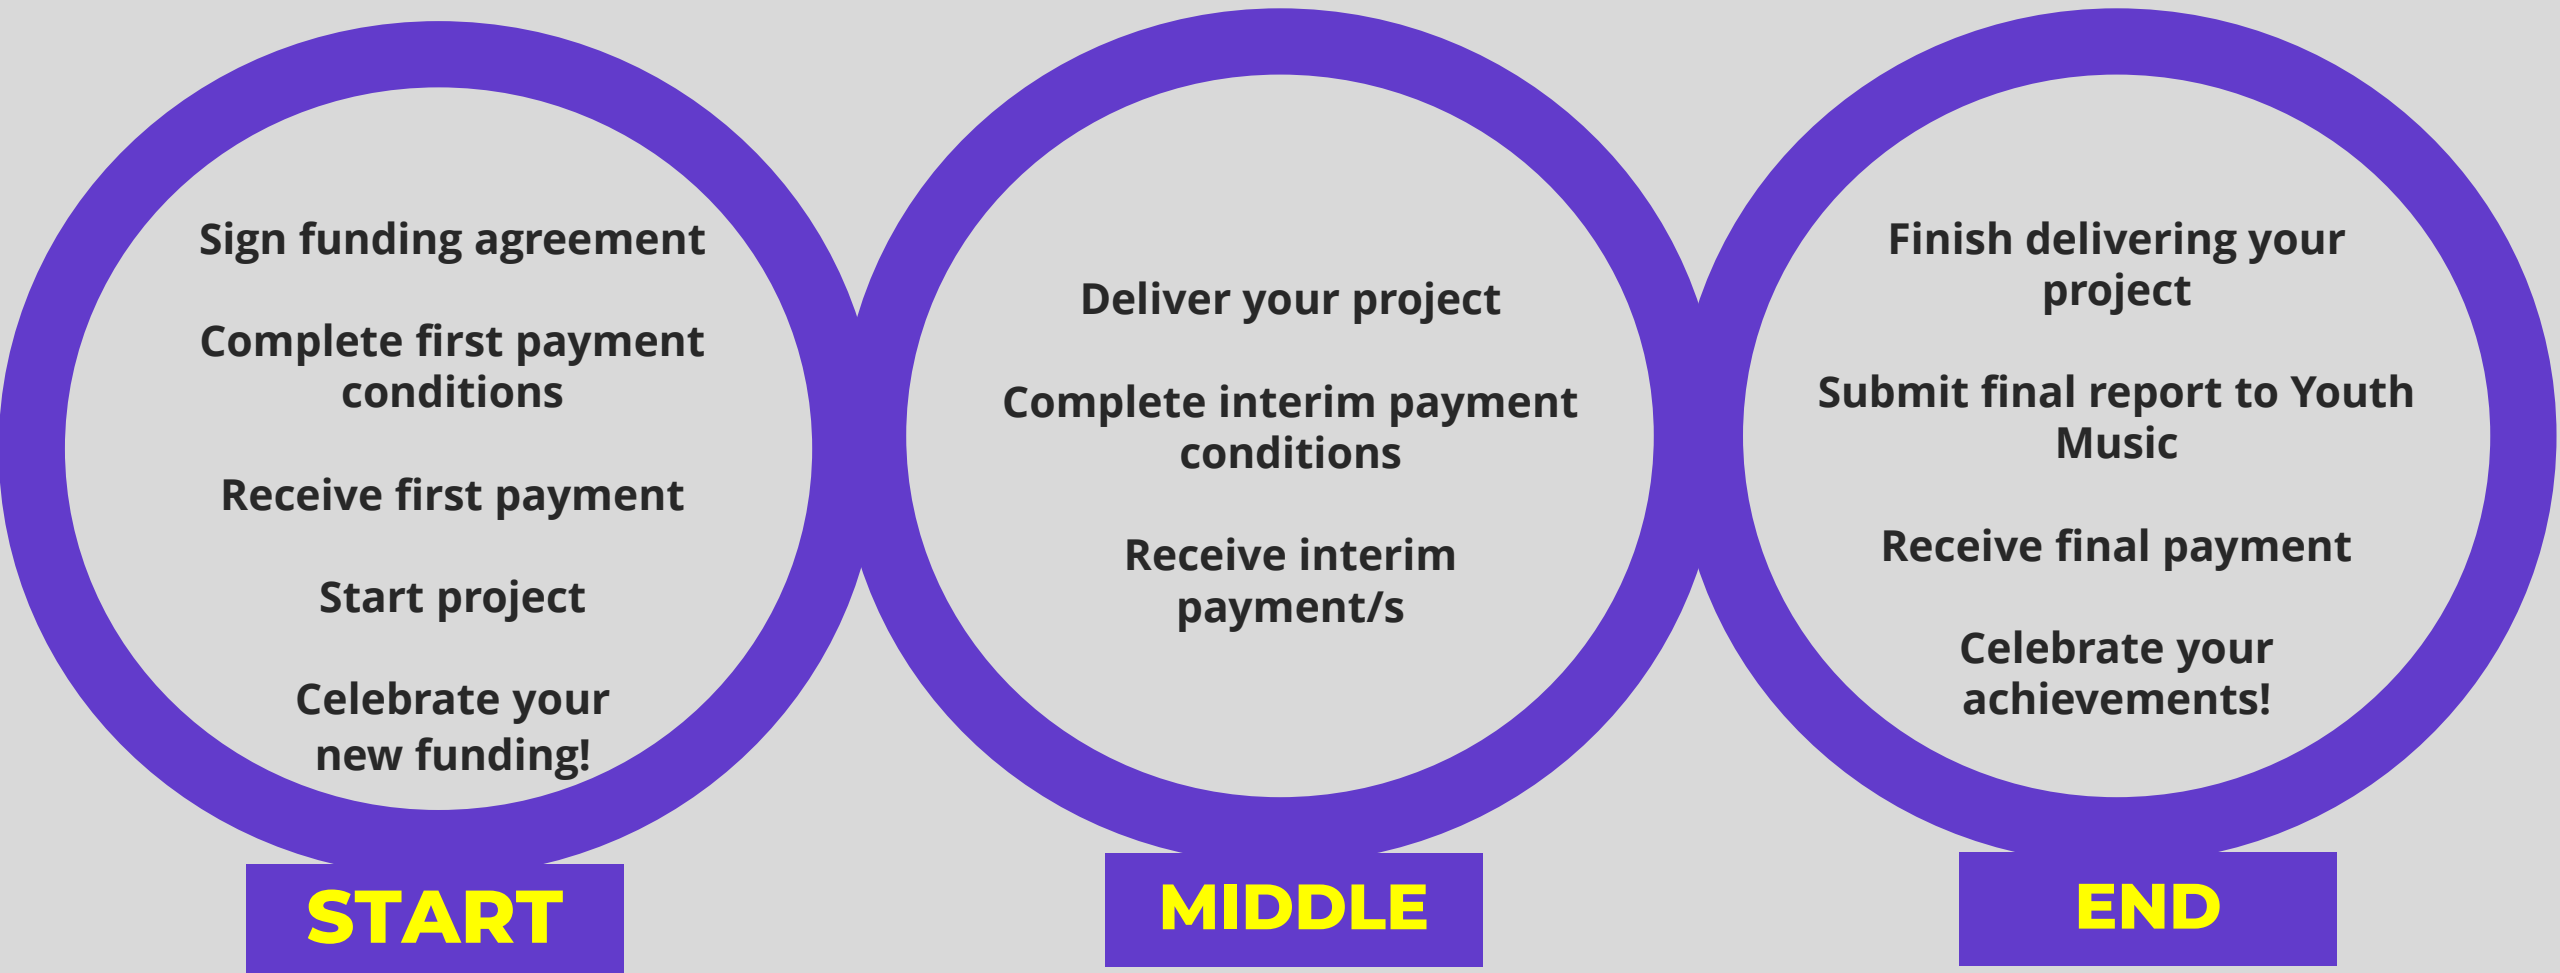 Sign funding agreement
Complete first payment
conditions
Receive first payment
Start project
Celebrate your
new funding!
START
Deliver your project
Complete interim payment
conditions
Receive interim
payment/s
MIDDLE
Finish delivering your
project
Submit final report to Youth
Music
Receive final payment
Celebrate your
achievements!
END